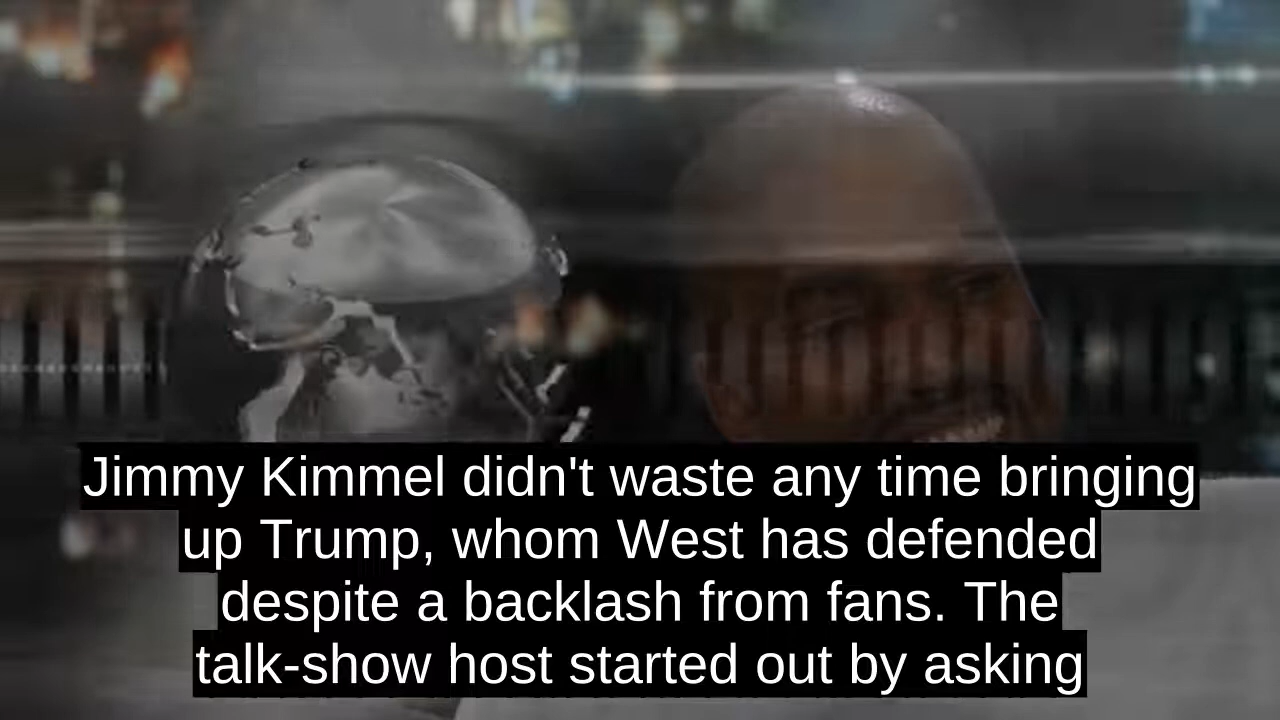 Jimmy Kimmel didn't waste any time bringing
up Trump, whom West has defended
despite a backlash from fans. The
talk-show host started out by asking